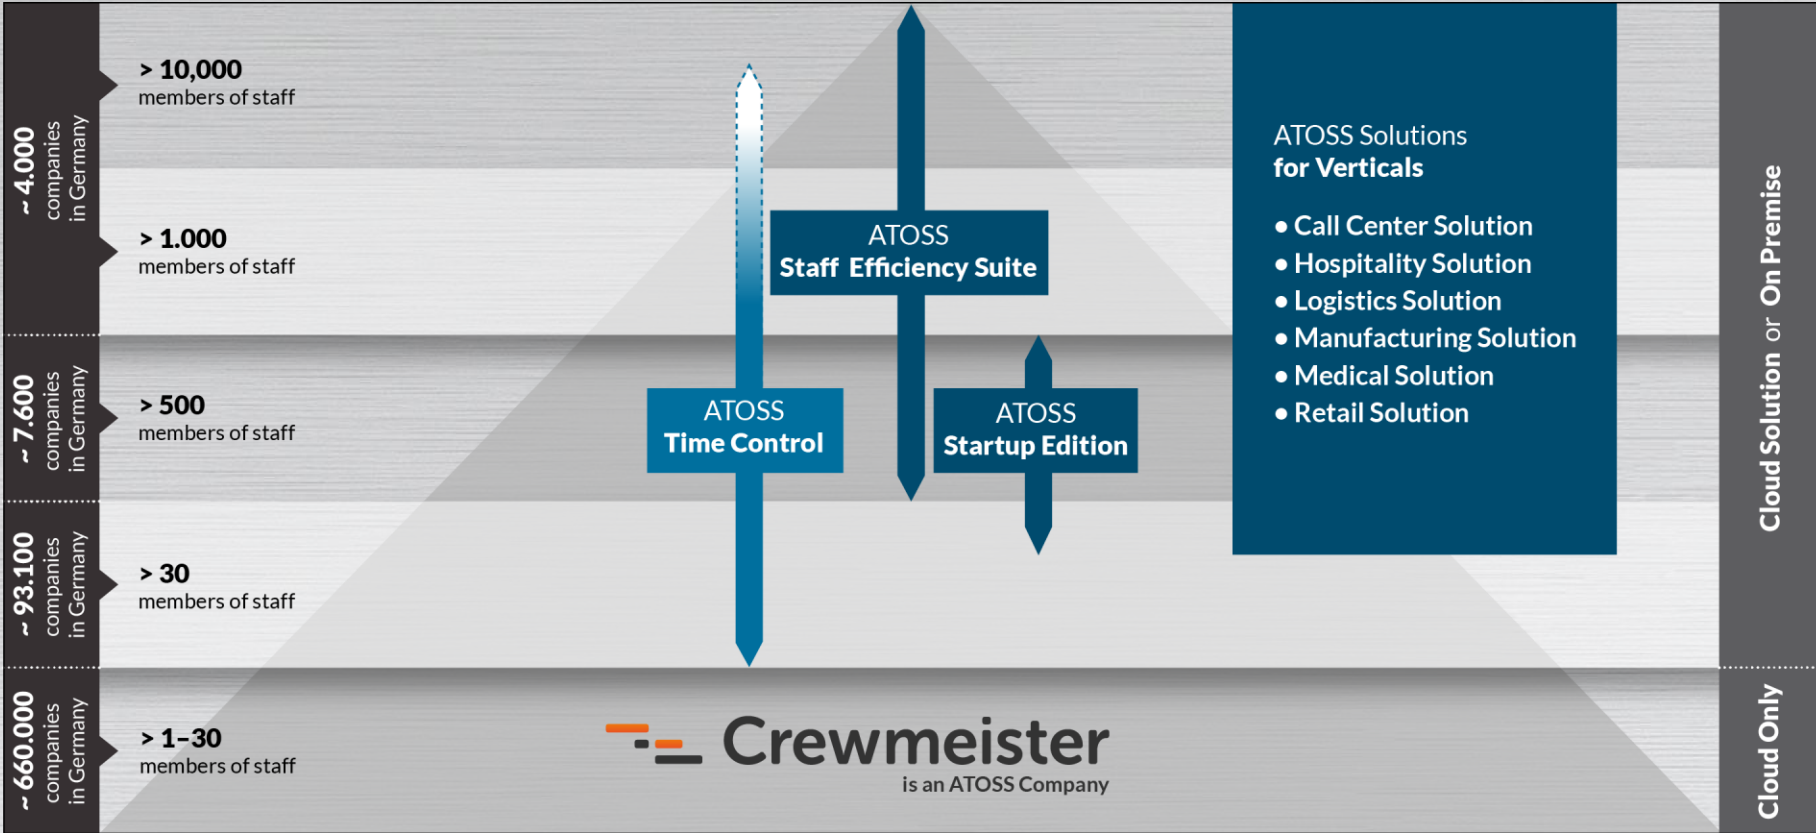 ~ 4.000
companies
in Germany
> 10,000
members of staff
> 1.000
members of staff
~ 7.600
companies
in Germany
> 500
members of staff
~ 93.100
companies
in Germany
> 30
members of staff
~ 660.000
companies
in Germany
> 1–30
members of staff
ATOSS
Staff Efficiency Suite
ATOSS
Time Control
ATOSS
Startup Edition
Crewmeister
is an ATOSS Company
ATOSS Solutions
for Verticals
• Call Center Solution
• Hospitality Solution
• Logistics Solution
• Manufacturing Solution
• Medical Solution
• Retail Solution
Cloud Solution or On Premise
Cloud Only